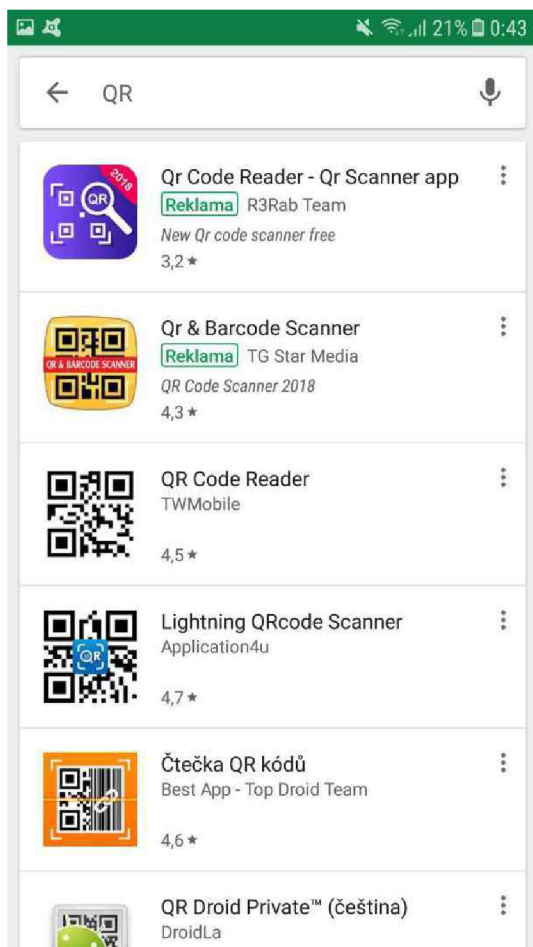 21% 0:43
QR
2018
QR
Qr Code Reader - Qr Scanner app
Reklama R3Rab Team
New Qr code scanner free
3,2★
QR & BARCODE SCANNER
Qr & Barcode Scanner
Reklama TG Star Media
QR Code Scanner 2018
4,3★
QR Code Reader
TWMobile
4,5★
QR
Lightning QRcode Scanner
Application4u
4,7★
Čtečka QR kódů
Best App - Top Droid Team
4,6★
QR Droid Private™ (čeština)
DroidLa